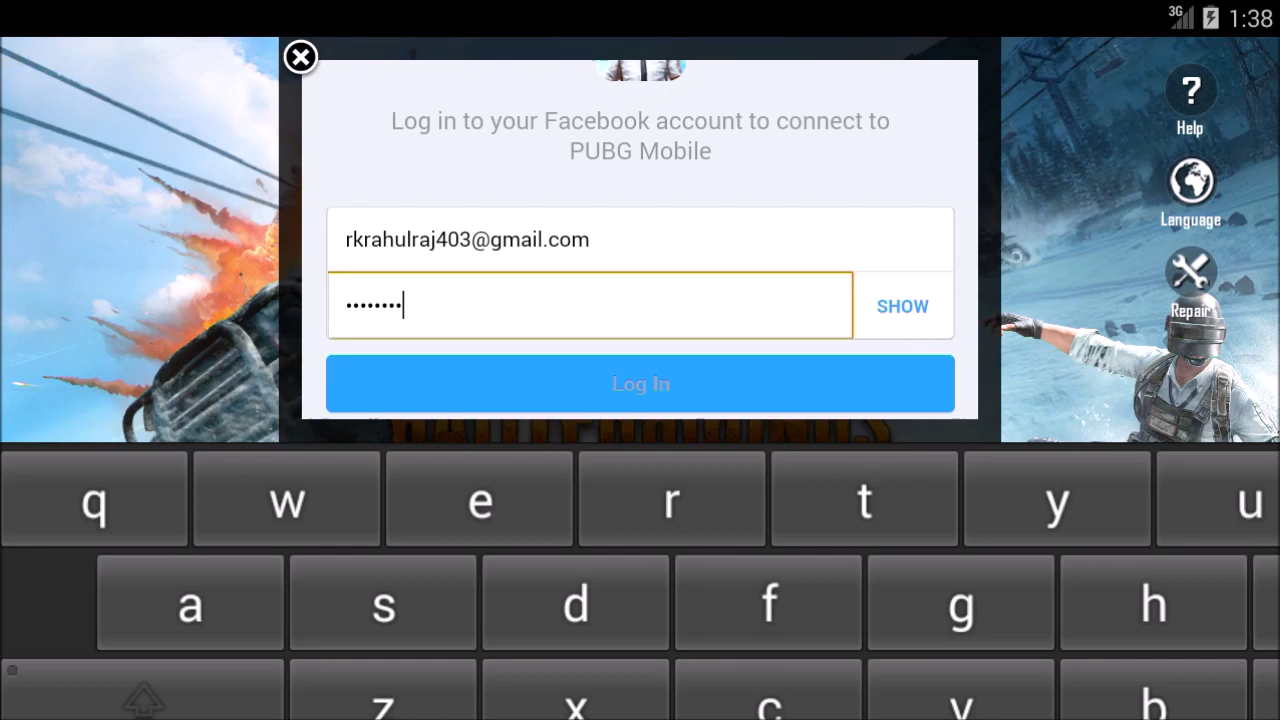 3G 1:38
Log in to your Facebook account to connect to
PUBG Mobile
rkrahulraj403@gmail.com
••••••••
SHOW
Log In
?
Help
Language
Repair
q w e r t y u
a s d f g h
z x c v b